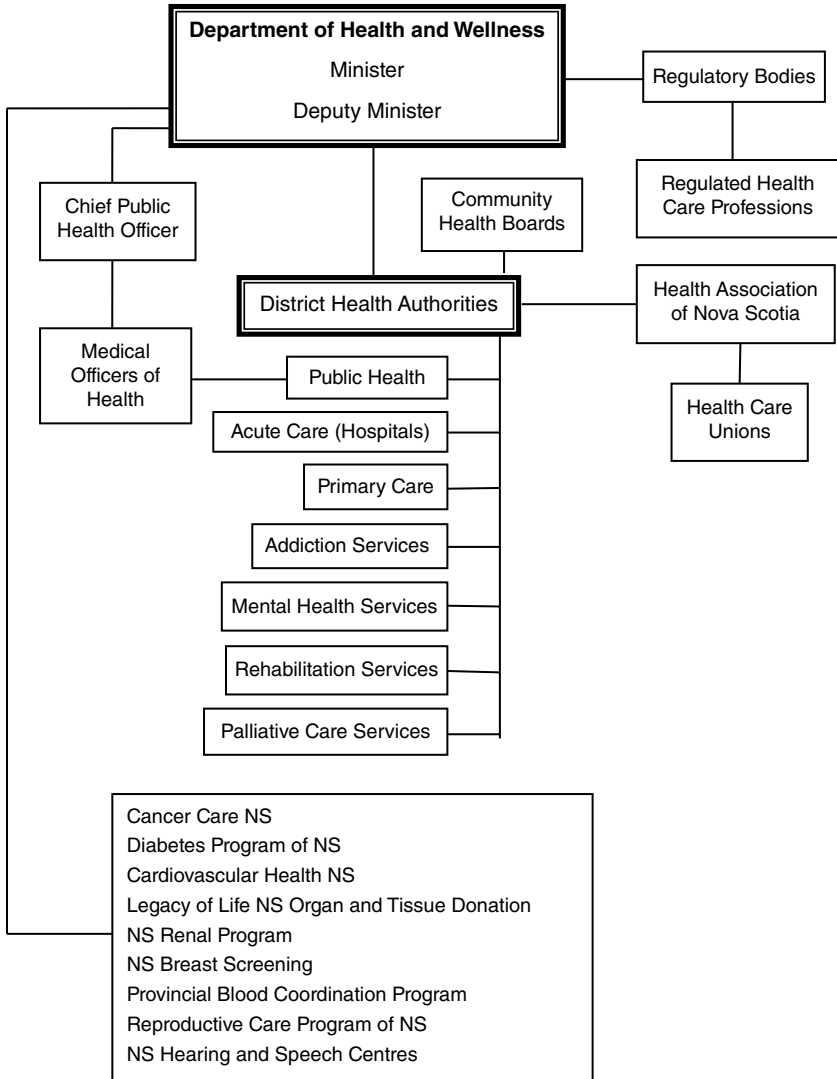 Department of Health and Wellness
Minister
Deputy Minister
Regulatory Bodies
Regulated Health
Care Professions
Chief Public
Health Officer
Community
Health Boards
District Health Authorities
Health Association
of Nova Scotia
Medical
Officers of
Health
Public Health
Health Care
Unions
Acute Care (Hospitals)
Primary Care
Addiction Services
Mental Health Services
Rehabilitation Services
Palliative Care Services
Cancer Care NS
Diabetes Program of NS
Cardiovascular Health NS
Legacy of Life NS Organ and Tissue Donation
NS Renal Program
NS Breast Screening
Provincial Blood Coordination Program
Reproductive Care Program of NS
NS Hearing and Speech Centres